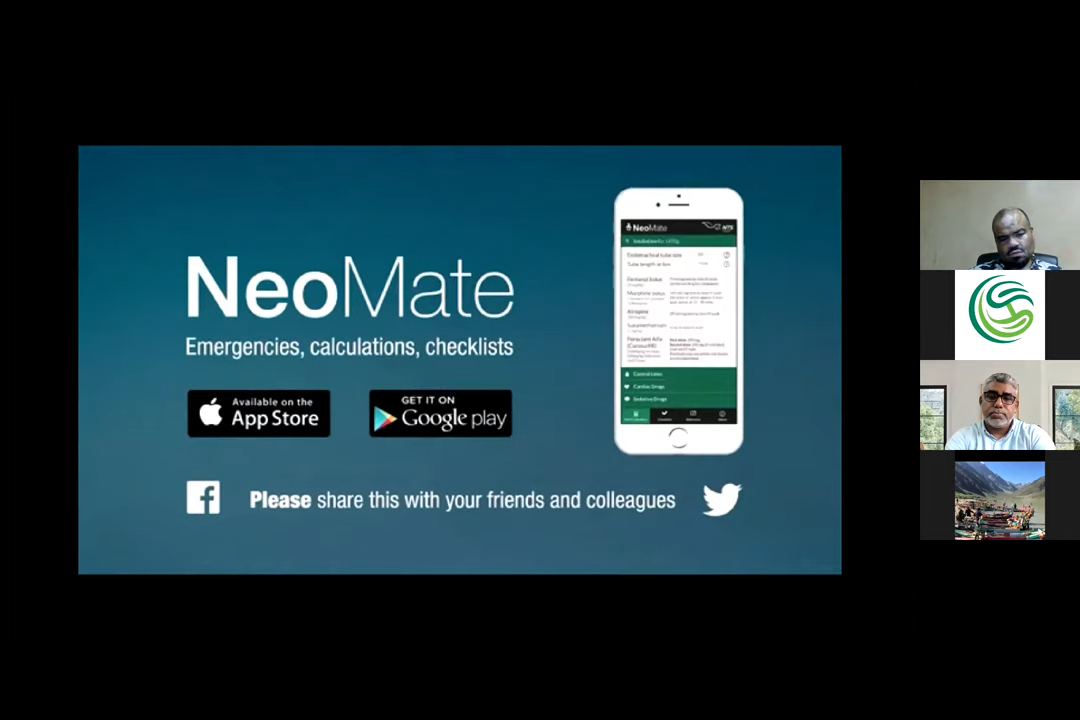 NeoMate
Emergencies, calculations, checklists
Available on the
App Store
GET IT ON
Google play
Please share this with your friends and colleagues
NeoMate
NTS
Endotracheal tube size
Tube length at lips
Fentanyl bolus
Morphine bolus
Atropine
Central Lines
Cardiac Drugs
Sedative Drugs